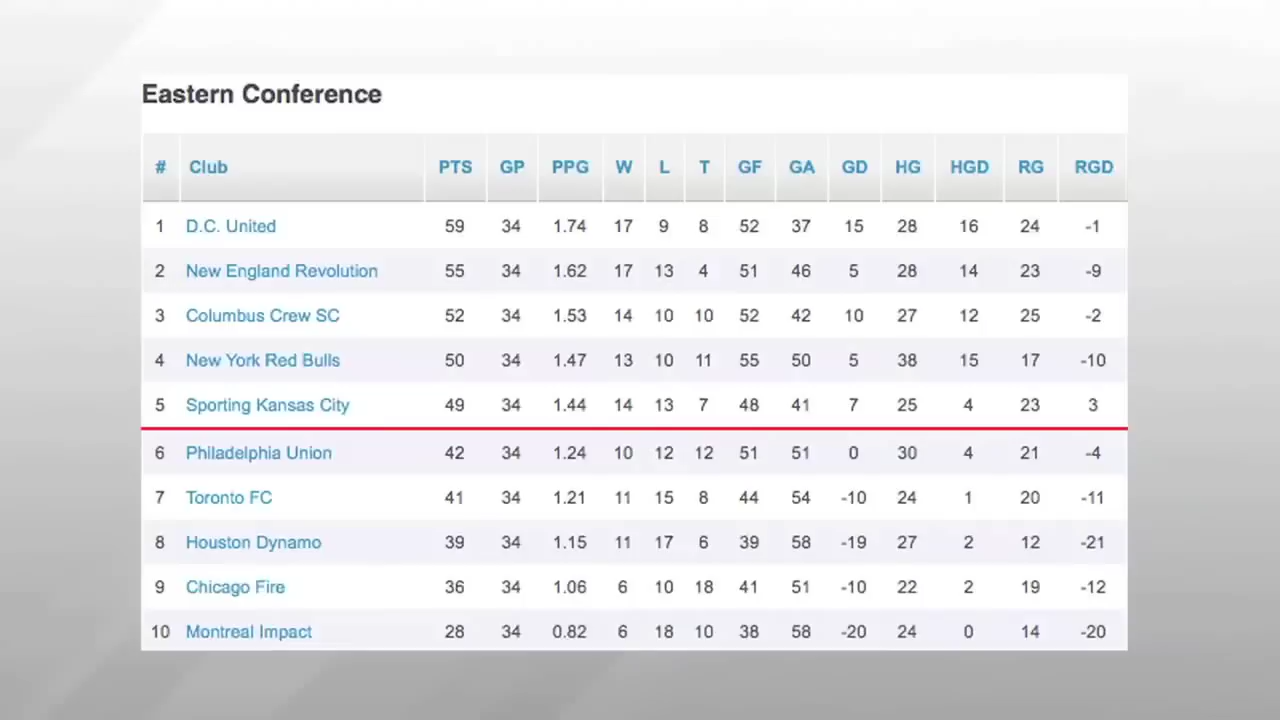 Eastern Conference
# Club PTS GP PPG W L T GF GA GD HG HGD RG RGD
1 D.C. United 59 34 1.74 17 9 8 52 37 15 28 16 24 -1
2 New England Revolution 55 34 1.62 17 13 4 51 46 5 28 14 23 -9
3 Columbus Crew SC 52 34 1.53 14 10 10 52 42 10 27 12 25 -2
4 New York Red Bulls 50 34 1.47 13 10 11 55 50 5 38 15 17 -10
5 Sporting Kansas City 49 34 1.44 14 13 7 48 41 7 25 4 23 3
6 Philadelphia Union 42 34 1.24 10 12 12 51 51 0 30 4 21 -4
7 Toronto FC 41 34 1.21 11 15 8 44 54 -10 24 1 20 -11
8 Houston Dynamo 39 34 1.15 11 17 6 39 58 -19 27 2 12 -21
9 Chicago Fire 36 34 1.06 6 10 18 41 51 -10 22 2 19 -12
10 Montreal Impact 28 34 0.82 6 18 10 38 58 -20 24 0 14 -20